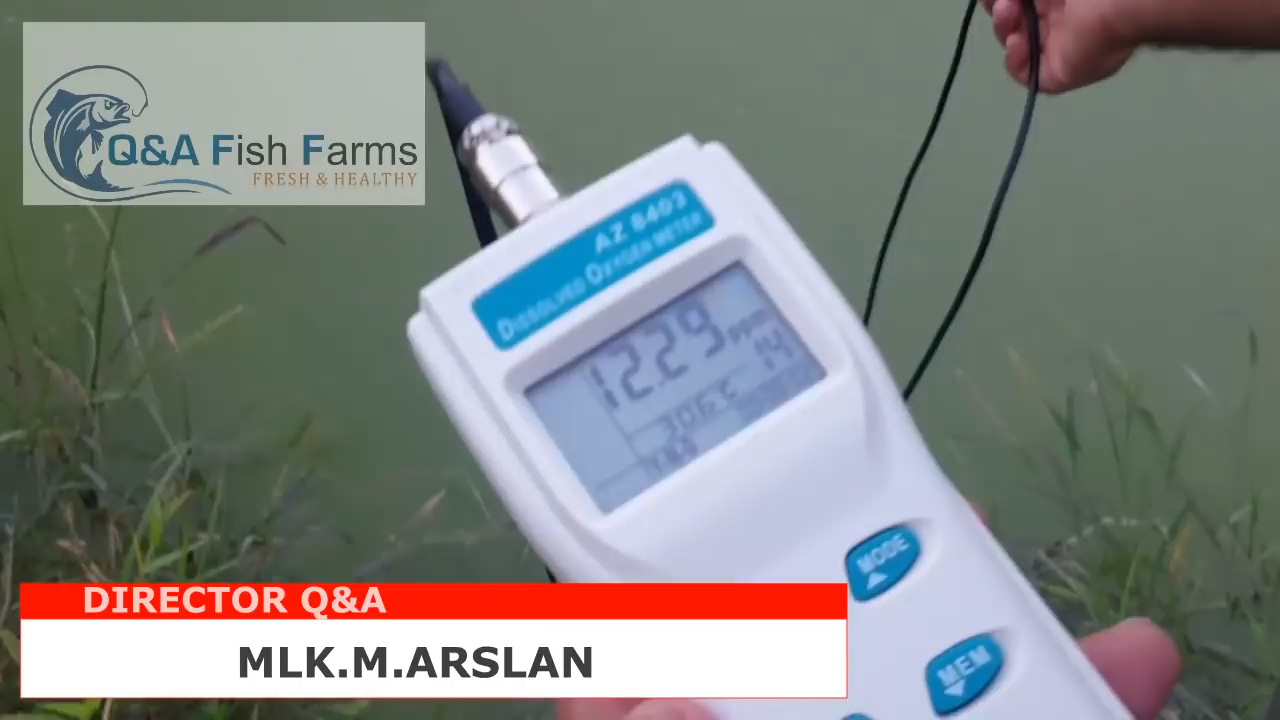 Q&A Fish Farms
FRESH & HEALTHY
AZ 8403
DISSOLVED OXYGEN METER
12.29 ppm
30.6°C
MODE
MEM
DIRECTOR Q&A
MLK.M.ARSLAN